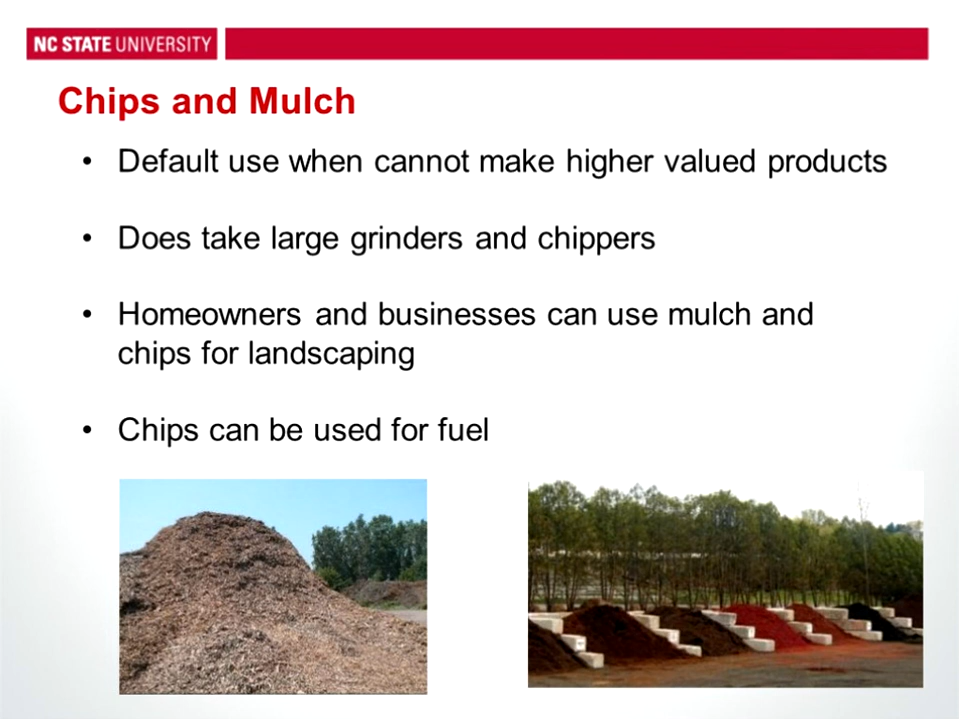 NC STATE UNIVERSITY
Chips and Mulch
• Default use when cannot make higher valued products
• Does take large grinders and chippers
• Homeowners and businesses can use mulch and
chips for landscaping
• Chips can be used for fuel